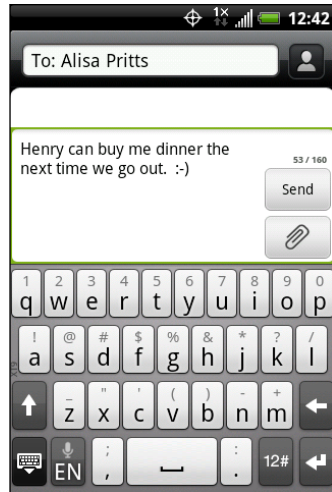 1X 12:42
To: Alisa Pritts
Henry can buy me dinner the
next time we go out.  :-)
53 / 160
Send
1 2 3 4 5 6 7 8 9 0
q w e r t y u i o p
! @ # $ % & * ? /
a s d f g h j k l
_ " ' ( ) - +
z x c v b n m
EN ; , : . 12#